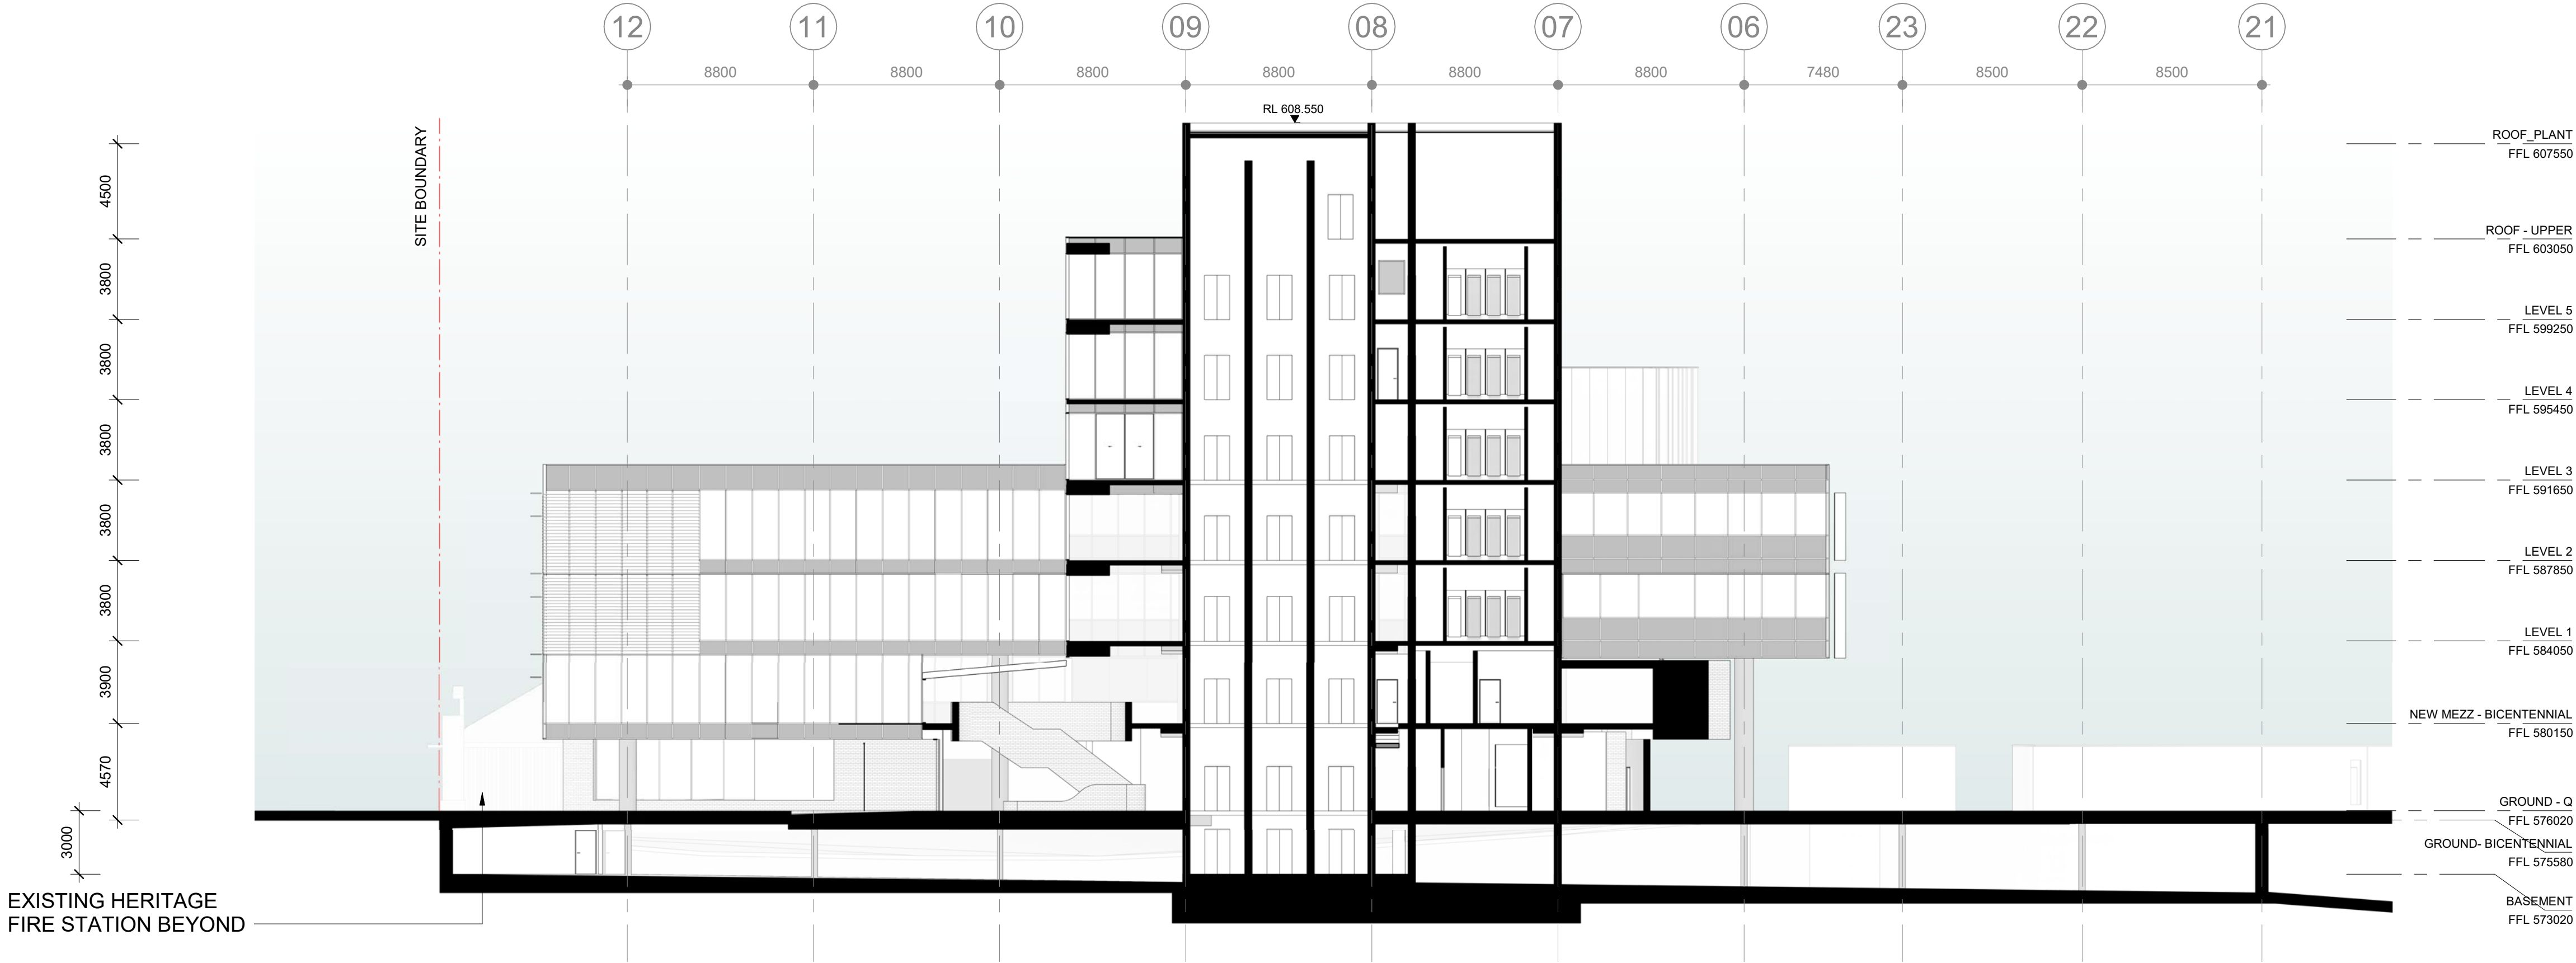 12 11 10 09 08 07 06 23 22 21
8800 8800 8800 8800 8800 8800 7480 8500 8500
RL 608.550
SITE BOUNDARY
4500
3800
3800
3800
3800
3800
3900
4570
3000
ROOF_PLANT
FFL 607550
ROOF - UPPER
FFL 603050
LEVEL 5
FFL 599250
LEVEL 4
FFL 595450
LEVEL 3
FFL 591650
LEVEL 2
FFL 587850
LEVEL 1
FFL 584050
NEW MEZZ - BICENTENNIAL
FFL 580150
GROUND - Q
FFL 576020
GROUND- BICENTENNIAL
FFL 575580
BASEMENT
FFL 573020
EXISTING HERITAGE
FIRE STATION BEYOND